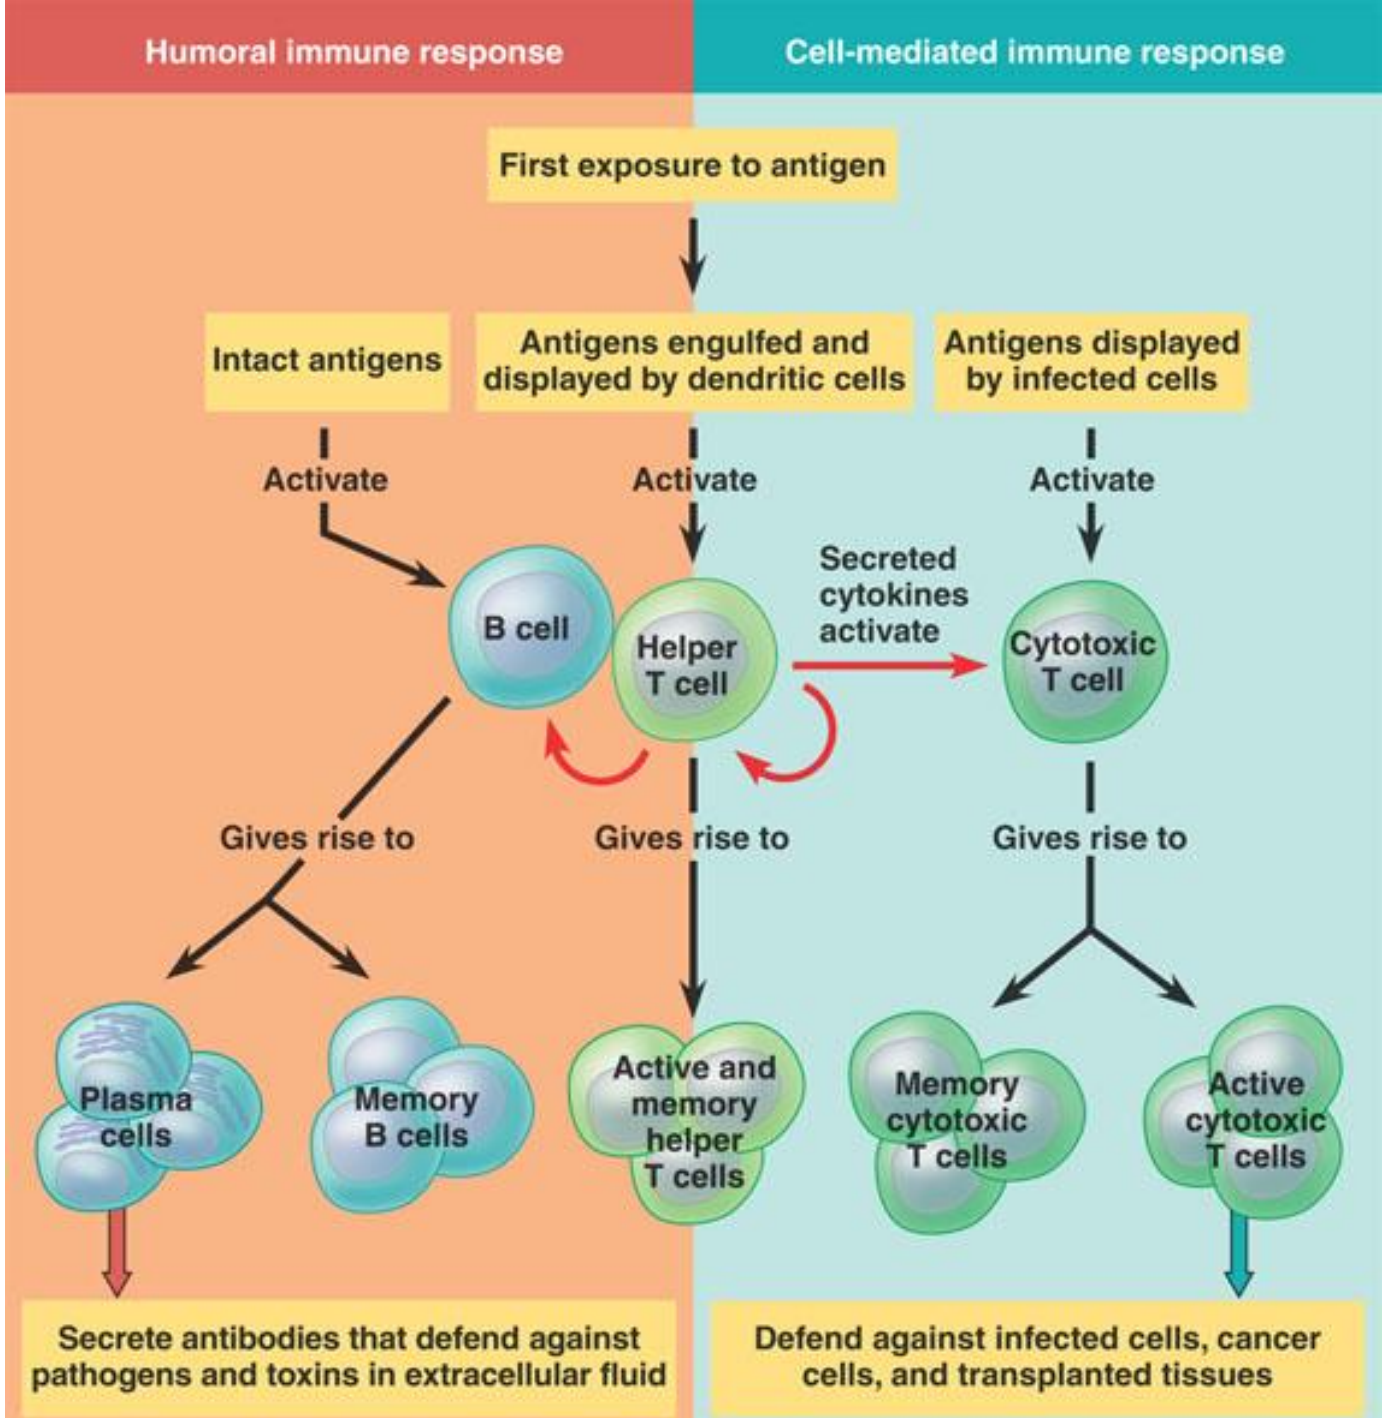 Humoral immune response
Cell-mediated immune response
First exposure to antigen
Intact antigens
Antigens engulfed and
displayed by dendritic cells
Antigens displayed
by infected cells
Activate
Activate
Activate
Secreted
cytokines
activate
B cell
Helper
T cell
Cytotoxic
T cell
Gives rise to
Gives rise to
Gives rise to
Plasma
cells
Memory
B cells
Active and
memory
helper
T cells
Memory
cytotoxic
T cells
Active
cytotoxic
T cells
Secrete antibodies that defend against
pathogens and toxins in extracellular fluid
Defend against infected cells, cancer
cells, and transplanted tissues